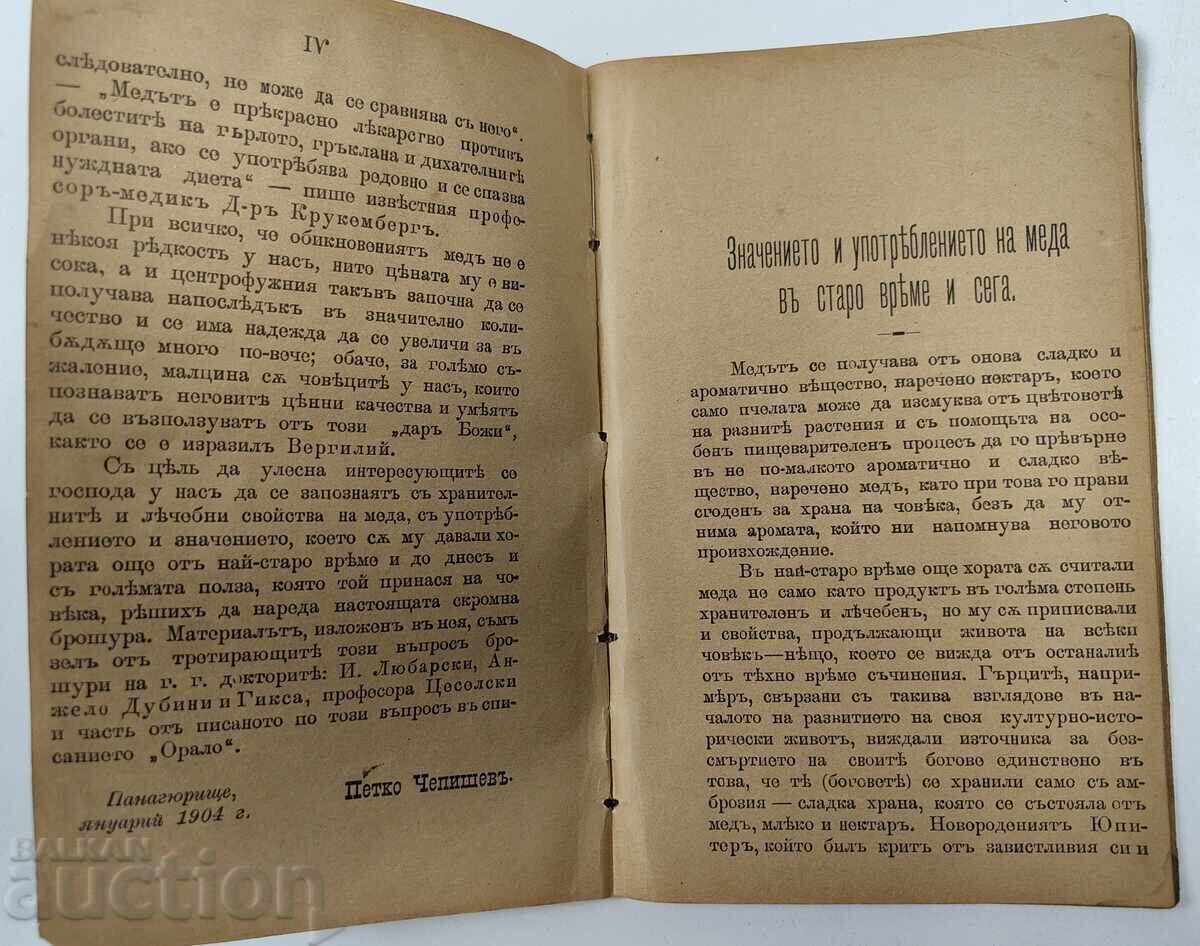 IV
слѣдователно, не може да се сравнява съ него“.
— „Медътъ е прѣкрасно лѣкарство противъ
болеститѣ на гърлото, гръклана и дихателнитѣ
органи, ако се употрѣбява редовно и се спазва
нуждната диета“ — пише извѣстния профе-
соръ-медикъ Д-ръ Крукембергъ.
При всичко, че обикновениятъ медъ не е
нѣкоя рѣдкость у насъ, нито цѣната му е ви-
сока, а и центрофужния такъвъ започна да се
получава напослѣдъкъ въ значително коли-
чество и се има надежда да се увеличи за въ
бѫдѫще много по-вече; обаче, за голѣмо съ-
жаление, малцина сѫ човѣцитѣ у насъ, които
познаватъ неговитѣ цѣнни качества и умѣятъ
да се възползуватъ отъ този „даръ Божи“,
както се е изразилъ Вергилий.
Съ цѣль да улесна интересующитѣ се
господа у насъ да се запознаятъ съ хранител-
нитѣ и лѣчебни свойства на меда, съ употрѣб-
лението и значението, което сѫ му давали хо-
рата още отъ най-старо врѣме и до днесъ и
съ голѣмата полза, която той принася на чо-
вѣка, рѣшихъ да наредя настоящата скромна
брошура. Материалътъ, изложенъ въ нея, съмъ
взелъ отъ третирающитѣ този въпросъ бро-
шури на г. г. докторитѣ: И. Любарски, Ан-
жело Дубини и Гикса, професора Цеселски
и часть отъ писаното по този въпросъ въ спи-
санието „Орало“.
Панагюрище,
януарий 1904 г.
Петко Чепишевъ.
Значението и употрѣблението на меда
въ старо врѣме и сега.
Медътъ се получава отъ онова сладко и
ароматично вѣщество, наречено нектаръ, което
само пчелата може да изсмуква отъ цвѣтоветѣ
на разнитѣ растения и съ помощьта на осо-
бенъ пищеварителенъ процесъ да го прѣвърне
въ не по-малкото ароматично и сладко вѣ-
щество, наречено медъ, като при това го прави
сгоденъ за храна на човѣка, безъ да му от-
нима аромата, който ни напомнува неговото
произхождение.
Въ най-старо врѣме още хората сѫ считали
меда не само като продуктъ въ голѣма степень
хранителенъ и лѣчебенъ, но му сѫ приписвали
и свойства, продължающи живота на всѣки
човѣкъ—нѣщо, което се вижда отъ останалиѣ
отъ тѣхно врѣме съчинения. Гърцитѣ, напри-
мѣръ, свързани съ такива взглядове въ на-
чалото на развитието на своя културно-исто-
рически животъ, виждали източника за без-
смъртието на своитѣ богове единствено въ
това, че тѣ (боговетѣ) се хранили само съ ам-
брозия — сладка храна, която се състояла отъ
медъ, млѣко и нектаръ. Новородениятъ Юпи-
теръ, който билъ критъ отъ завистливия си и
BALKAN
auction